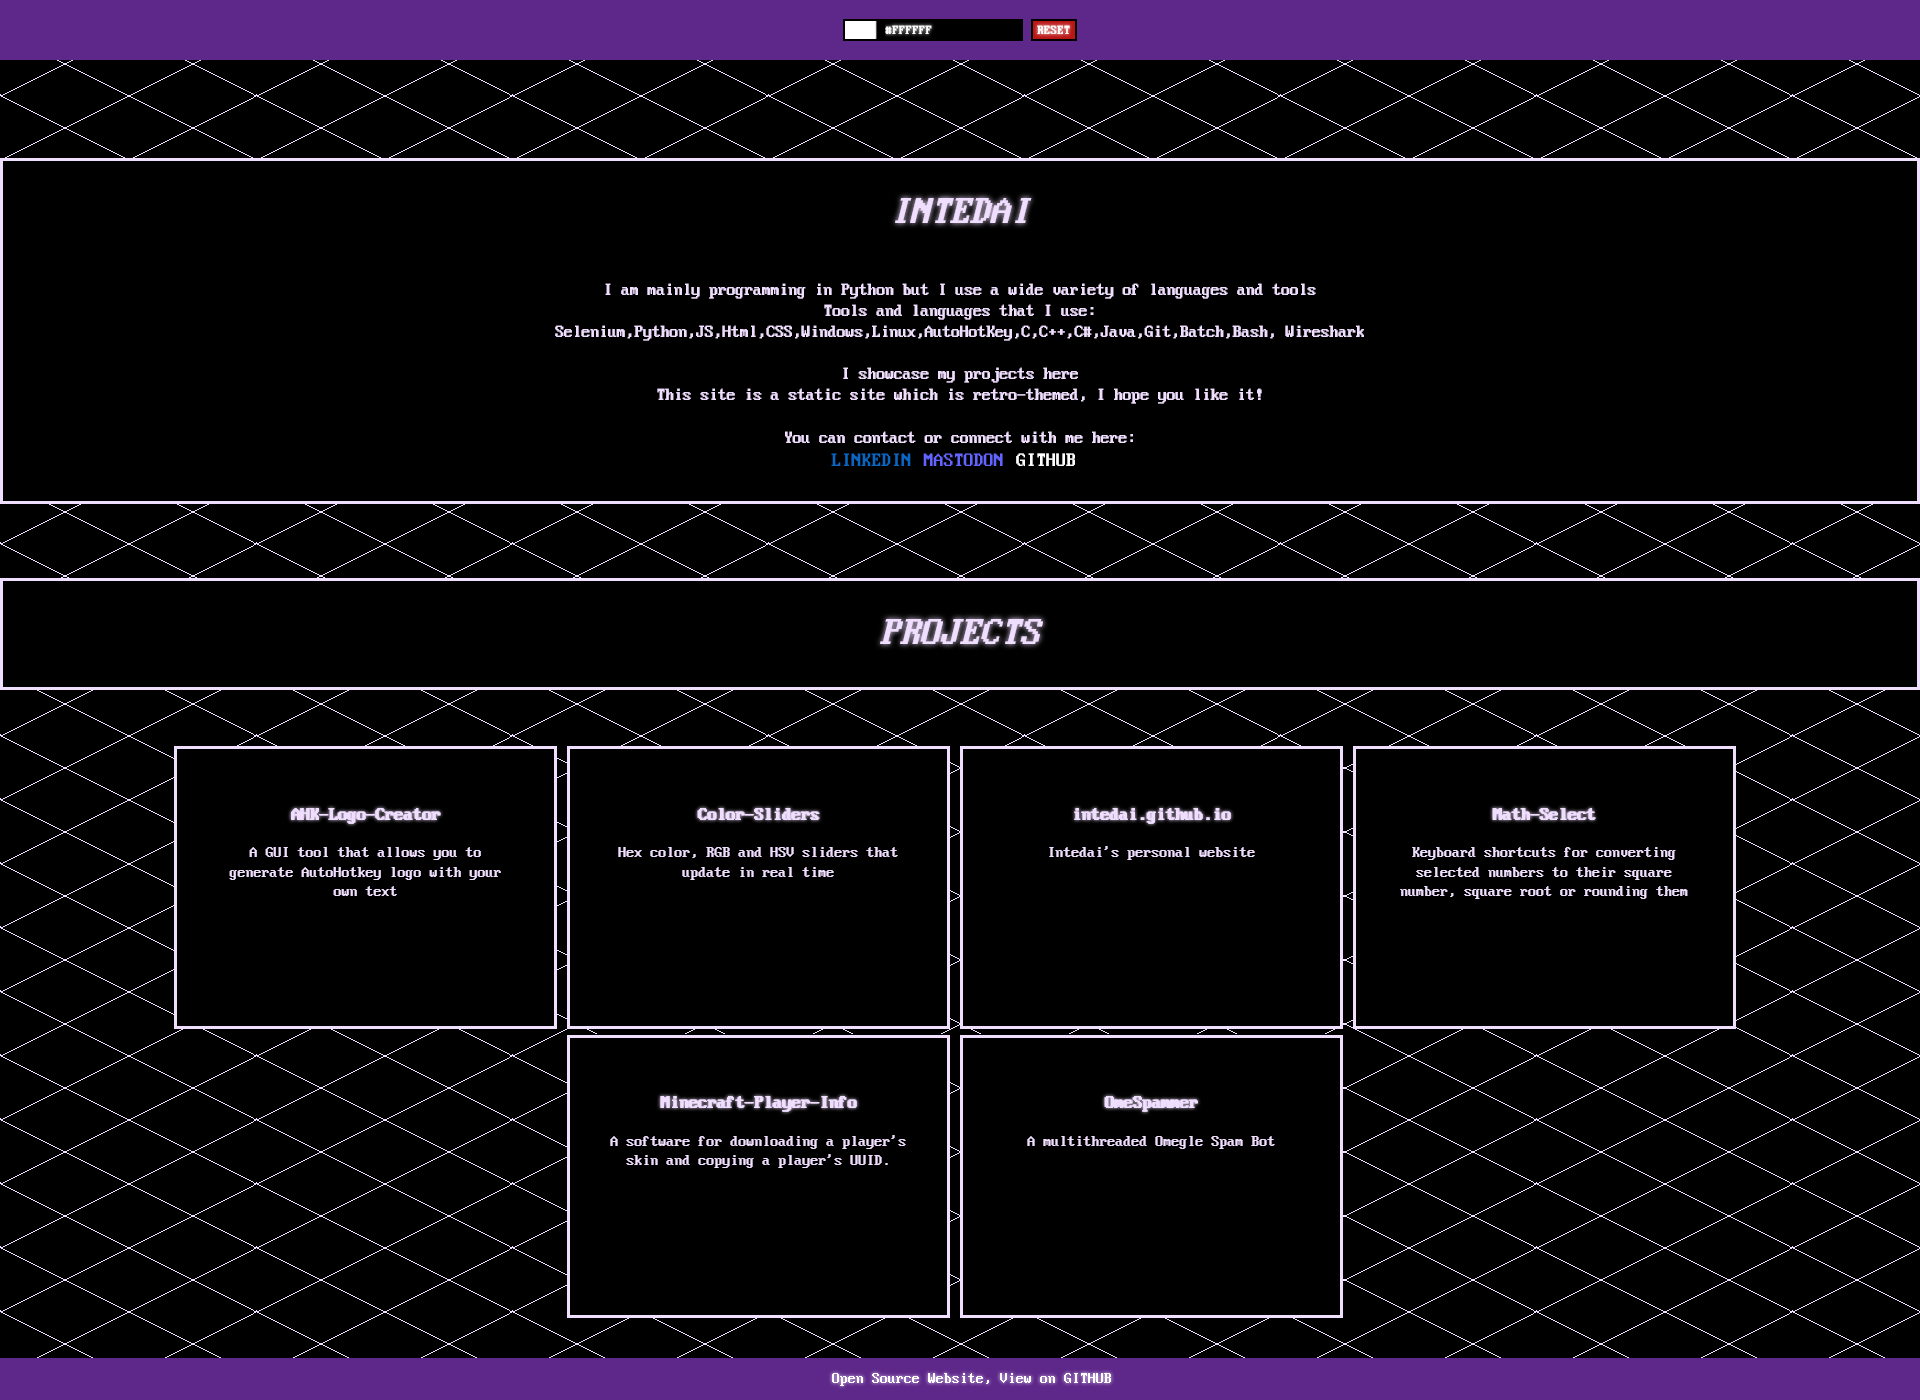 #FFFFFF RESET
INTEDAI
I am mainly programming in Python but I use a wide variety of languages and tools
Tools and languages that I use:
Selenium,Python,JS,Html,CSS,Windows,Linux,AutoHotKey,C,C++,C#,Java,Git,Batch,Bash, Wireshark
I showcase my projects here
This site is a static site which is retro-themed, I hope you like it!
You can contact or connect with me here:
LINKEDIN MASTODON GITHUB
PROJECTS
AHK-Logo-Creator
A GUI tool that allows you to
generate AutoHotkey logo with your
own text
Color-Sliders
Hex color, RGB and HSV sliders that
update in real time
intedai.github.io
Intedai's personal website
Math-Select
Keyboard shortcuts for converting
selected numbers to their square
number, square root or rounding them
Minecraft-Player-Info
A software for downloading a player's
skin and copying a player's UUID.
OmeSpammer
A multithreaded Omegle Spam Bot
Open Source Website, View on GITHUB